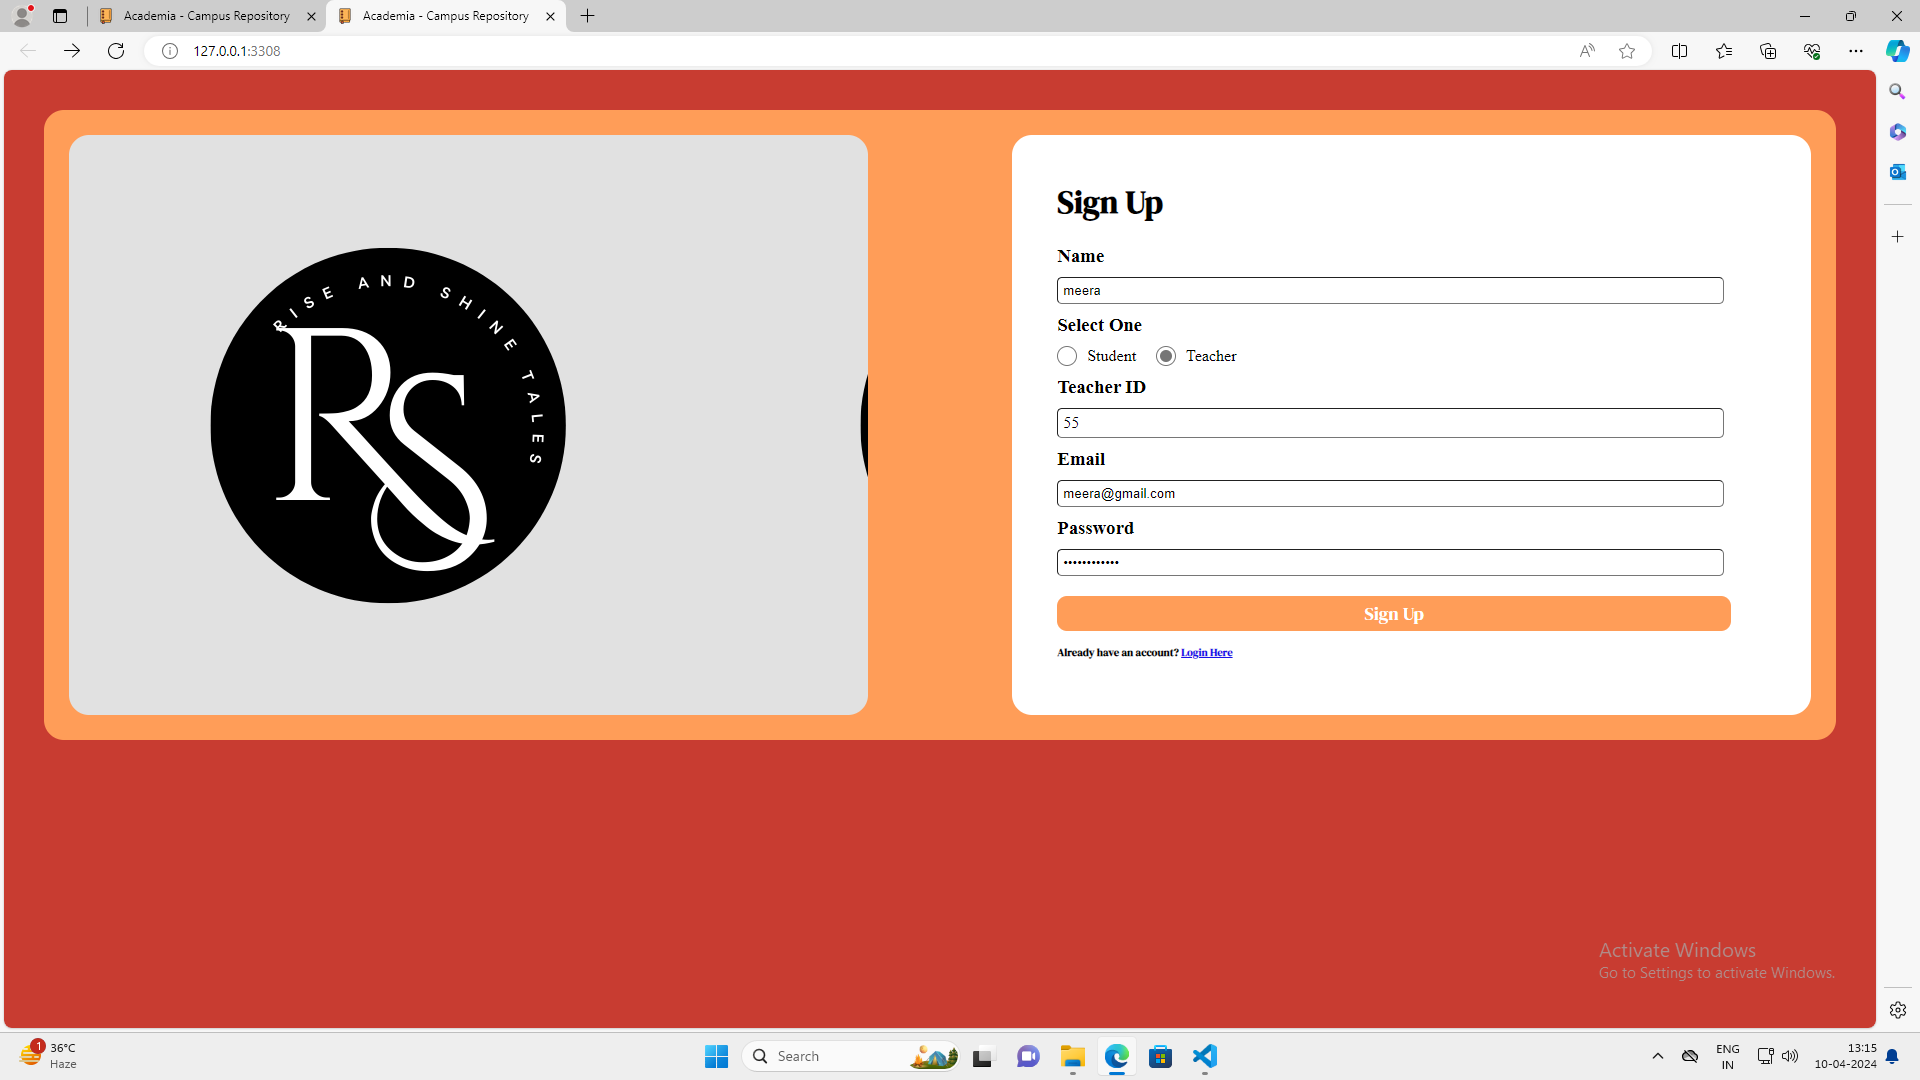 Academia - Campus Repository
Academia - Campus Repository
127.0.0.1:3308
RISE AND SHINE TALES
RS
Sign Up
Name
meera
Select One
Student
Teacher
Teacher ID
55
Email
meera@gmail.com
Password
••••••••••••
Sign Up
Already have an account? Login Here
Activate Windows
Go to Settings to activate Windows.
1
36°C
Haze
Search
ENG
IN
13:15
10-04-2024